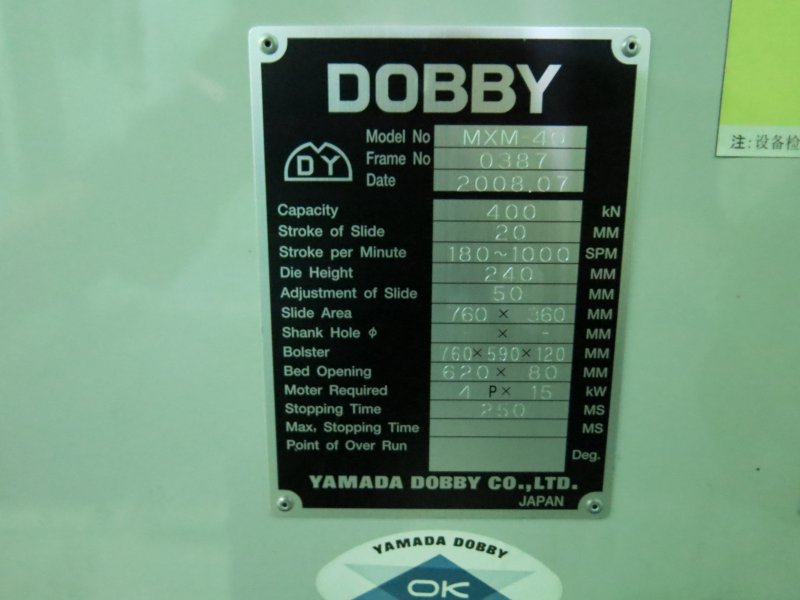 DOBBY
DY
Model No MXM-40
Frame No 0387
Date 2008.07
Capacity 400 kN
Stroke of Slide 20 MM
Stroke per Minute 180~1000 SPM
Die Height 240 MM
Adjustment of Slide 50 MM
Slide Area 760 × 360 MM
Shank Hole φ × - MM
Bolster 760×590×120 MM
Bed Opening 620 × 80 MM
Moter Required 4 P× 15 kW
Stopping Time 250 MS
Max, Stopping Time MS
Point of Over Run Deg.
YAMADA DOBBY CO.,LTD.
JAPAN
注:设备检
YAMADA DOBBY
OK